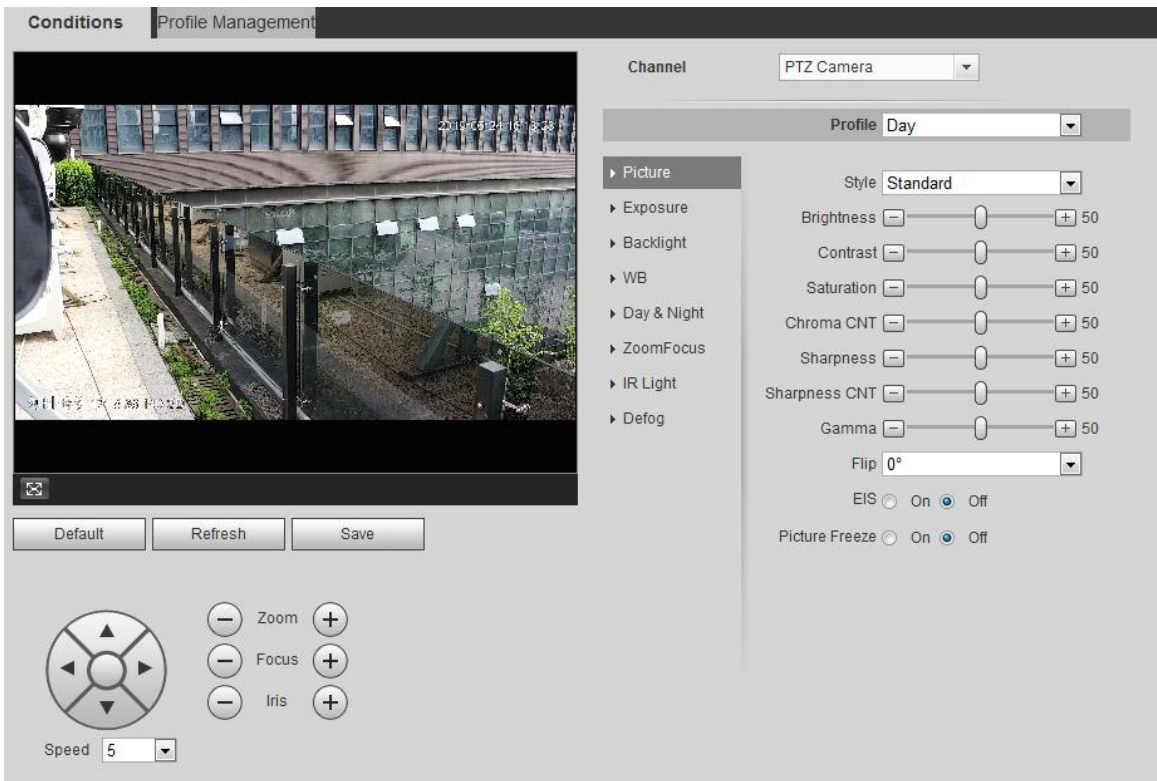 Conditions
Profile Management
Channel
PTZ Camera
Profile Day
Picture
Exposure
Backlight
WB
Day & Night
ZoomFocus
IR Light
Defog
Style Standard
Brightness 50
Contrast 50
Saturation 50
Chroma CNT 50
Sharpness 50
Sharpness CNT 50
Gamma 50
Flip 0°
EIS On Off
Picture Freeze On Off
Default
Refresh
Save
Zoom
Focus
Iris
Speed 5